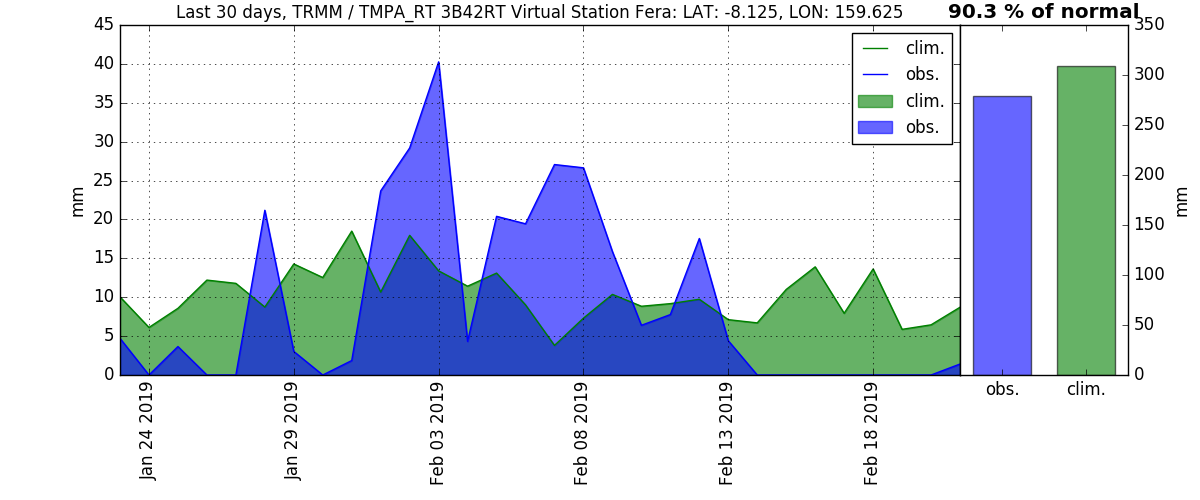 Last 30 days, TRMM / TMPA_RT 3B42RT Virtual Station Fera: LAT: -8.125, LON: 159.625
90.3 % of normal
45
40
35
30
25
20
15
10
5
0
mm
clim.
obs.
clim.
obs.
Jan 24 2019
Jan 29 2019
Feb 03 2019
Feb 08 2019
Feb 13 2019
Feb 18 2019
350
300
250
200
150
100
50
0
mm
obs.
clim.